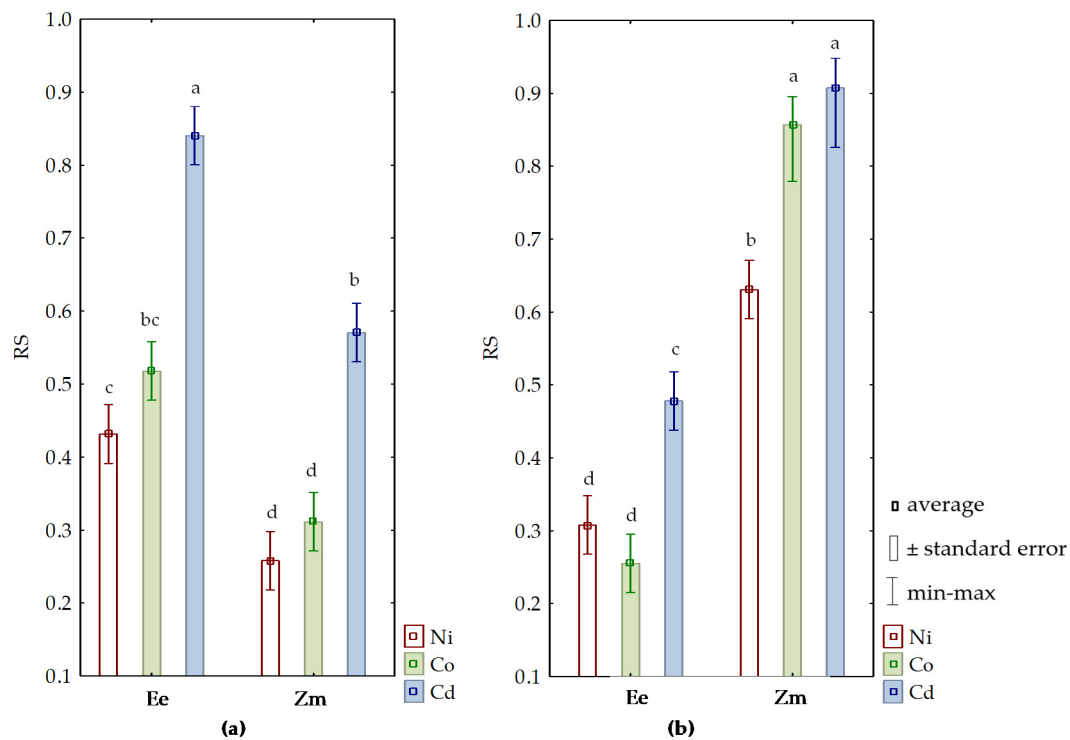 1.0
0.9
0.8
0.7
0.6
0.5
0.4
0.3
0.2
0.1
RS
c
bc
a
d
d
b
Ee
Zm
Ni
Co
Cd
(a)
1.0
0.9
0.8
0.7
0.6
0.5
0.4
0.3
0.2
0.1
RS
d
d
c
b
a
a
Ee
Zm
average
± standard error
min-max
Ni
Co
Cd
(b)